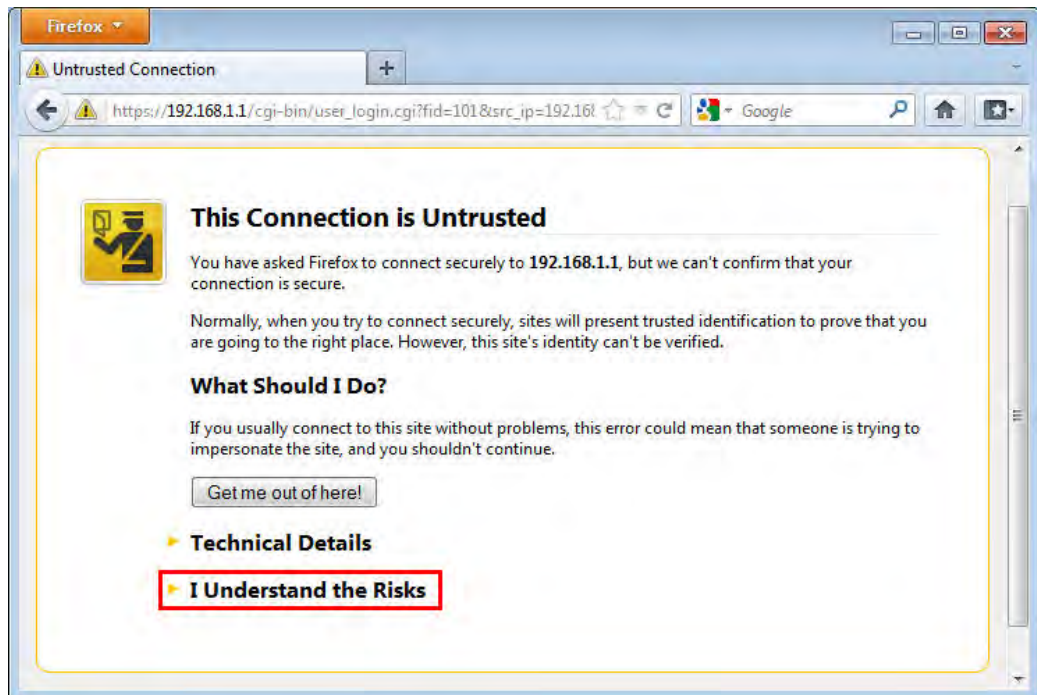 Firefox
Untrusted Connection
https://192.168.1.1/cgi-bin/user_login.cgi?fid=101&src_ip=192.168
Google
This Connection is Untrusted
You have asked Firefox to connect securely to 192.168.1.1, but we can't confirm that your
connection is secure.
Normally, when you try to connect securely, sites will present trusted identification to prove that you
are going to the right place. However, this site's identity can't be verified.
What Should I Do?
If you usually connect to this site without problems, this error could mean that someone is trying to
impersonate the site, and you shouldn't continue.
Get me out of here!
Technical Details
I Understand the Risks